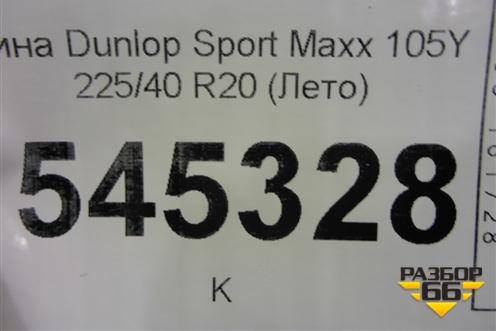 ина Dunlop Sport Maxx 105Y
225/40 R20 (Лето)
545328
К
РАЗБОР
66